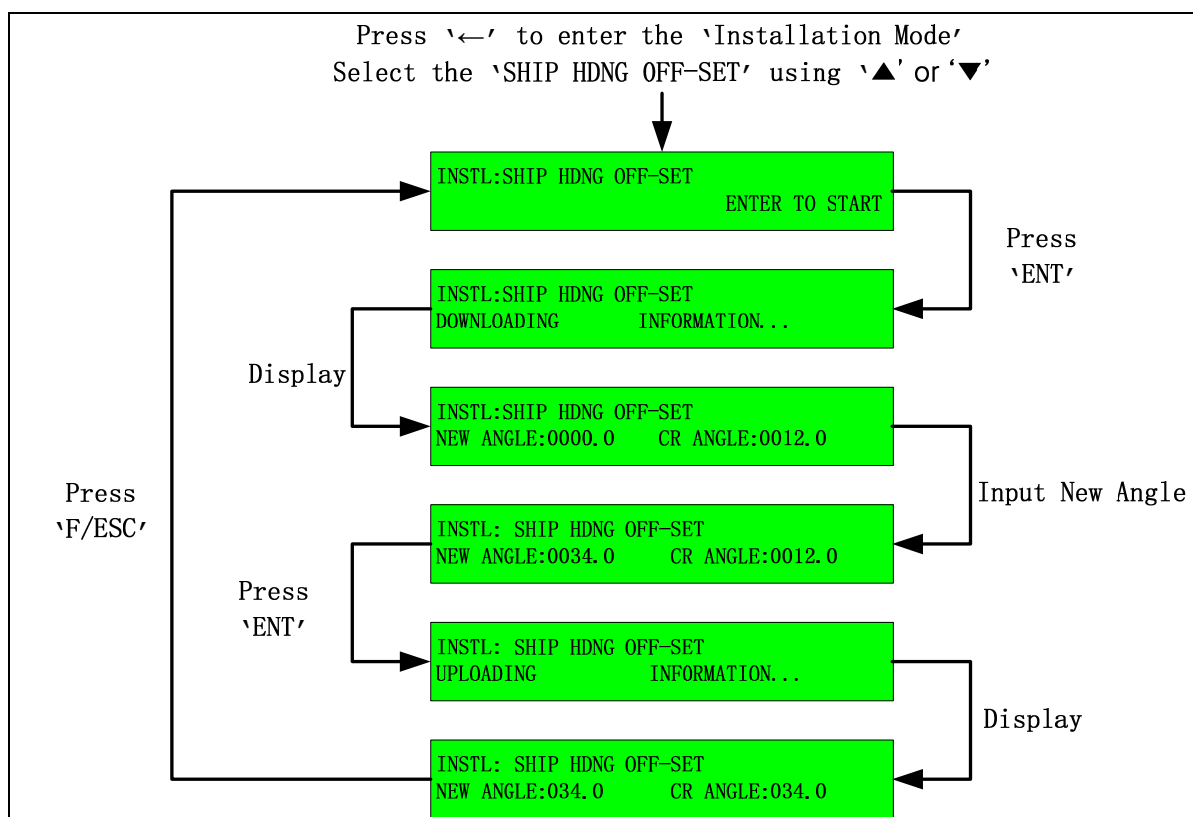 Press '←' to enter the 'Installation Mode'
Select the 'SHIP HDNG OFF-SET' using '▲' or '▼'
INSTL:SHIP HDNG OFF-SET
ENTER TO START
Press
'ENT'
INSTL:SHIP HDNG OFF-SET
DOWNLOADING INFORMATION...
Display
INSTL:SHIP HDNG OFF-SET
NEW ANGLE:0000.0 CR ANGLE:0012.0
Input New Angle
Press
'F/ESC'
INSTL: SHIP HDNG OFF-SET
NEW ANGLE:0034.0 CR ANGLE:0012.0
Press
'ENT'
INSTL: SHIP HDNG OFF-SET
UPLOADING INFORMATION...
Display
INSTL: SHIP HDNG OFF-SET
NEW ANGLE:034.0 CR ANGLE:034.0